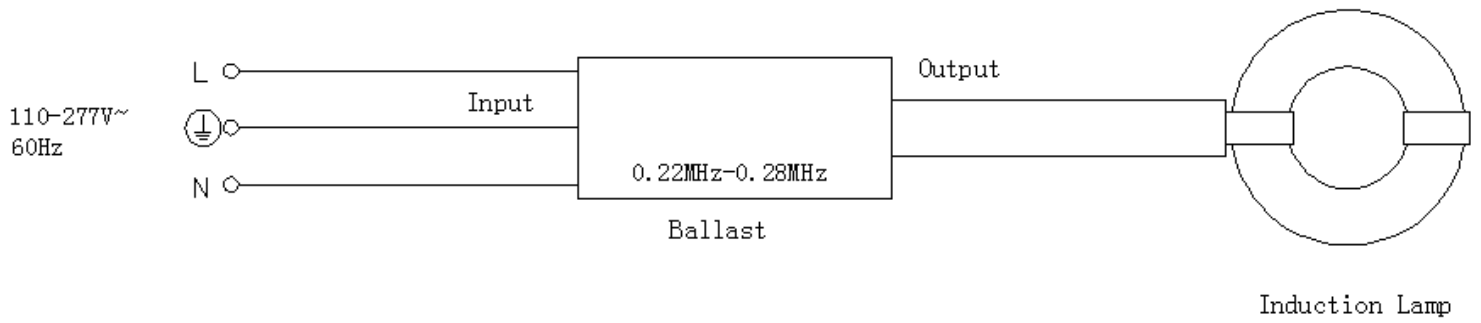 110-277V~
60Hz
L
N
Input
0.22MHz-0.28MHz
Ballast
Output
Induction Lamp